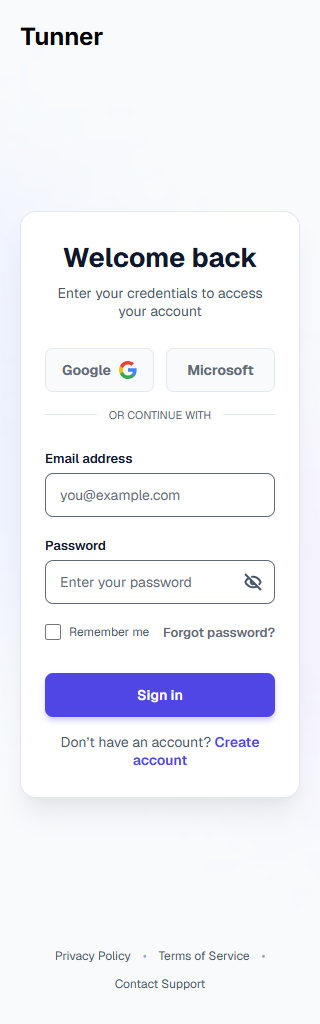 Tunner
Welcome back
Enter your credentials to access
your account
Google
Microsoft
OR CONTINUE WITH
Email address
you@example.com
Password
Enter your password
Remember me
Forgot password?
Sign in
Don't have an account? Create
account
Privacy Policy • Terms of Service •
Contact Support